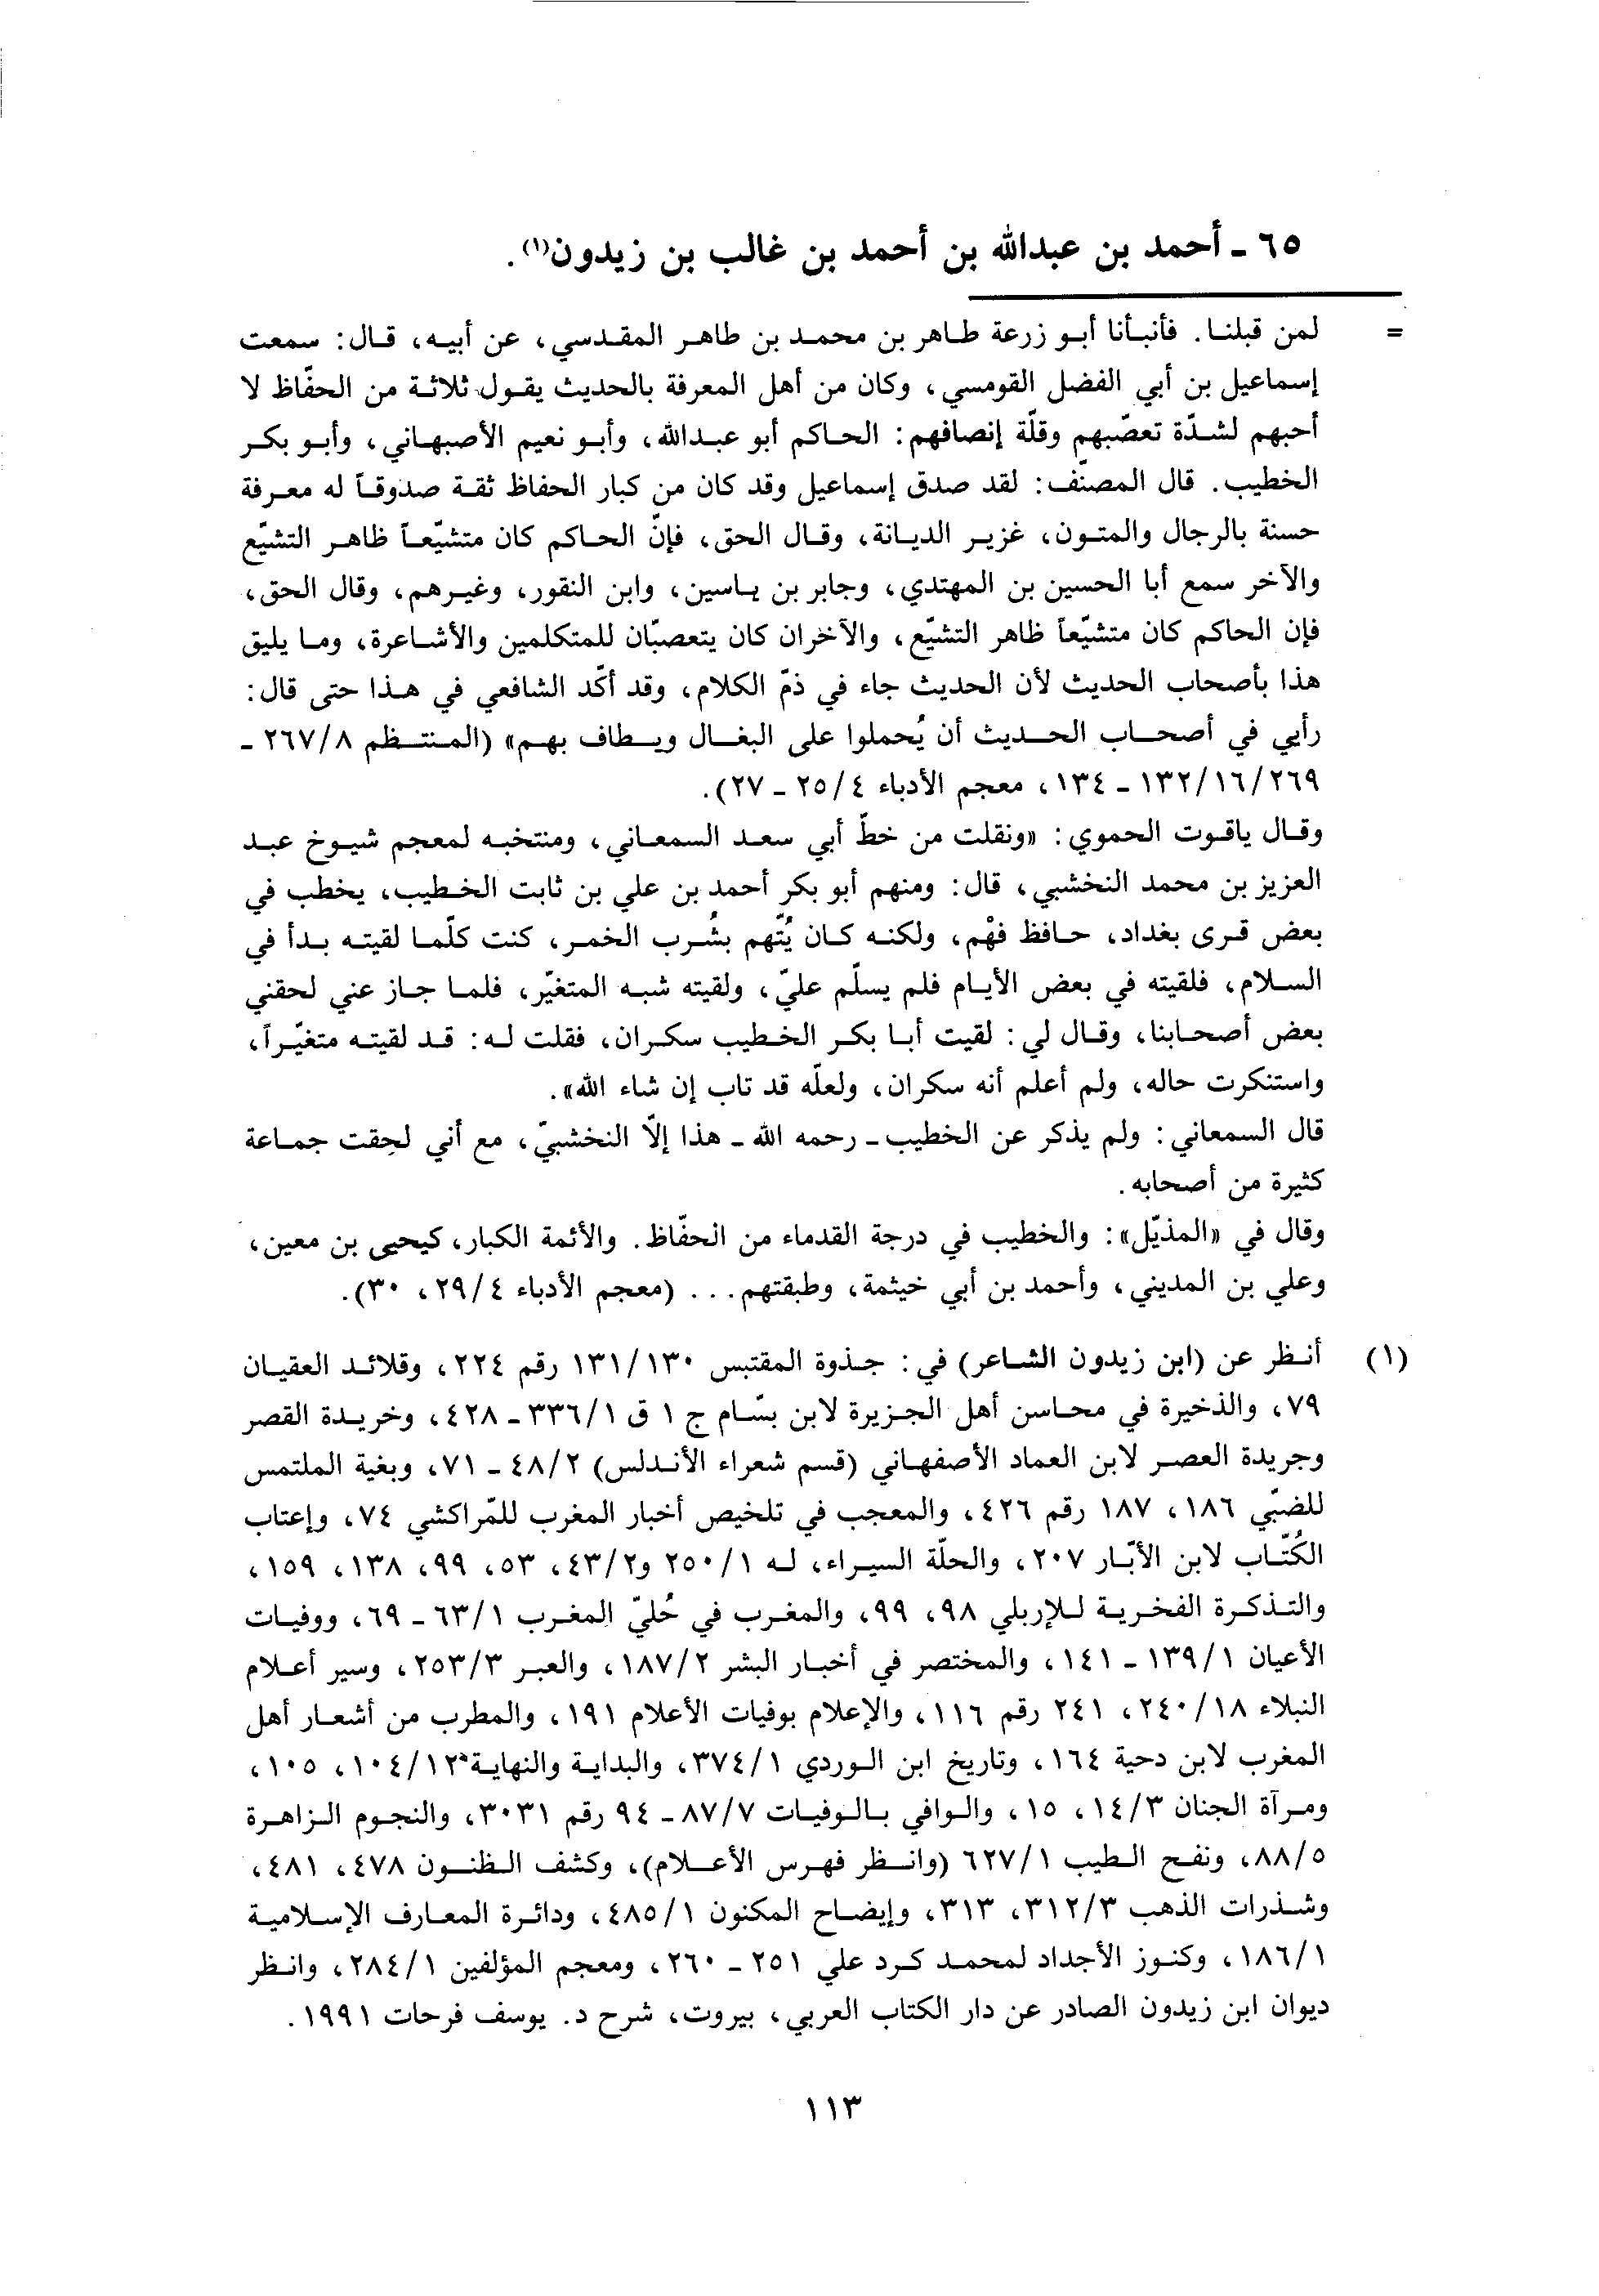 ٦٥ ـ أحمد بن عبدالله بن أحمد بن غالب بن زيدون(١).
= لمن قبلنا. فأنبأنا أبو زرعة طاهر بن محمد بن طاهر المقدسي، عن أبيه، قال: سمعت
إسماعيل بن أبي الفضل القومسي، وكان من أهل المعرفة بالحديث يقول ثلاثة من الحفّاظ لا
أحبهم لشدّة تعصّبهم وقلّة إنصافهم: الحاكم أبو عبدالله، وأبو نعيم الأصبهاني، وأبو بكر
الخطيب. قال المصنّف: لقد صدق إسماعيل وقد كان من كبار الحفاظ ثقة صدوقاً له معرفة
حسنة بالرجال والمتون، غزير الديانة، وقال الحق، فإنّ الحاكم كان متشيّعاً ظاهر التشيّع
والآخر سمع أبا الحسين بن المهتدي، وجابر بن ياسين، وابن النقور، وغيرهم، وقال الحق،
فإن الحاكم كان متشيّعاً ظاهر التشيّع، والآخران كان يتعصبّان للمتكلمين والأشاعرة، وما يليق
هذا بأصحاب الحديث لأن الحديث جاء في ذمّ الكلام، وقد أكّد الشافعي في هذا حتى قال:
رأيي في أصحاب الحديث أن يُحملوا على البغال ويطاف بهم» (المنتظم ٢٦٧/٨ ـ
١٣٢/١٦/٢٦٩ ـ ١٣٤، معجم الأدباء ٢٥/٤ ـ ٢٧).
وقال ياقوت الحموي: «ونقلت من خطّ أبي سعد السمعاني، ومنتخبه لمعجم شيوخ عبد
العزيز بن محمد النخشبي، قال: ومنهم أبو بكر أحمد بن علي بن ثابت الخطيب، يخطب في
بعض قرى بغداد، حافظ فهْم، ولكنه كان يُتّهم بشُرب الخمر، كنت كلّما لقيته بدأ في
السلام، فلقيته في بعض الأيام فلم يسلّم عليّ، ولقيته شبه المتغيّر، فلما جاز عني لحقني
بعض أصحابنا، وقال لي: لقيت أبا بكر الخطيب سكران، فقلت له: قد لقيته متغيّراً،
واستنكرت حاله، ولم أعلم أنه سكران، ولعلّه قد تاب إن شاء الله».
قال السمعاني: ولم يذكر عن الخطيب ـ رحمه الله ـ هذا إلّا النخشبيّ، مع أني لحِقت جماعة
كثيرة من أصحابه.
وقال في «المذيّل»: والخطيب في درجة القدماء من الحفّاظ. والأئمة الكبار، كيحيى بن معين،
وعلي بن المديني، وأحمد بن أبي خيثمة، وطبقتهم... (معجم الأدباء ٢٩/٤، ٣٠).
(١) أنظر عن (ابن زيدون الشاعر) في: جذوة المقتبس ١٣١/١٣٠ رقم ٢٢٤، وقلائد العقيان
٧٩، والذخيرة في محاسن أهل الجزيرة لابن بسّام ج ١ ق ٣٣٦/١ ـ ٤٢٨، وخريدة القصر
وجريدة العصر لابن العماد الأصفهاني (قسم شعراء الأندلس) ٤٨/٢ ـ ٧١، وبغية الملتمس
للضبّي ١٨٦، ١٨٧ رقم ٤٢٦، والمعجب في تلخيص أخبار المغرب للمّراكشي ٧٤، وإعتاب
الكُتّاب لابن الأبّار ٢٠٧، والحلّة السيراء، له ٢٥٠/١ و٤٣/٢، ٥٣، ٩٩، ١٣٨، ١٥٩،
والتذكرة الفخرية للإربلي ٩٨، ٩٩، والمغرب في حُليّ المغرب ٦٣/١ ـ ٦٩، ووفيات
الأعيان ١٣٩/١ ـ ١٤١، والمختصر في أخبار البشر ١٨٧/٢، والعبر ٢٥٣/٣، وسير أعلام
النبلاء ٢٤٠/١٨، ٢٤١ رقم ١١٦، والإعلام بوفيات الأعلام ١٩١، والمطرب من أشعار أهل
المغرب لابن دحية ١٦٤، وتاريخ ابن الوردي ٣٧٤/١، والبداية والنهاية ١٠٤/١٢، ١٠٥،
ومرآة الجنان ١٤/٣، ١٥، والوافي بالوفيات ٨٧/٧ ـ ٩٤ رقم ٣٠٣١، والنجوم الزاهرة
٨٨/٥، ونفح الطيب ٦٢٧/١ (وانظر فهرس الأعلام)، وكشف الظنون ٤٧٨، ٤٨١،
وشذرات الذهب ٣١٢/٣، ٣١٣، وإيضاح المكنون ٤٨٥/١، ودائرة المعارف الإسلامية
١٨٦/١، وكنوز الأجداد لمحمد كرد علي ٢٥١ ـ ٢٦٠، ومعجم المؤلفين ٢٨٤/١، وانظر
ديوان ابن زيدون الصادر عن دار الكتاب العربي، بيروت، شرح د. يوسف فرحات ١٩٩١.
١١٣